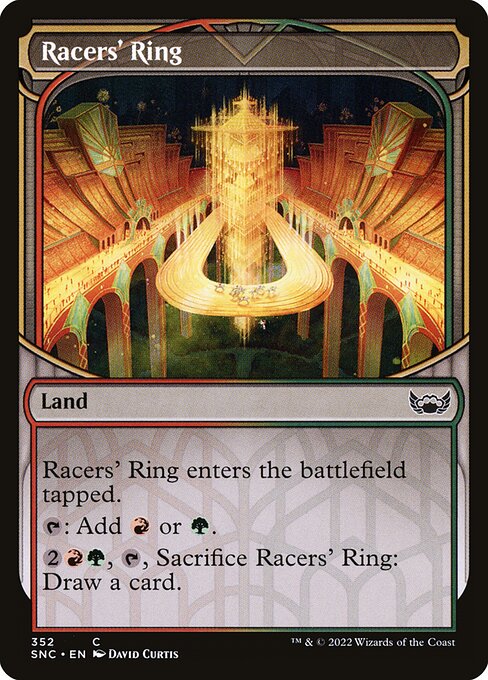 Racers' Ring
Land
Racers' Ring enters the battlefield
tapped.
: Add or .
2 , , Sacrifice Racers' Ring:
Draw a card.
352 C
SNC • EN David Curtis
™ & © 2022 Wizards of the Coast